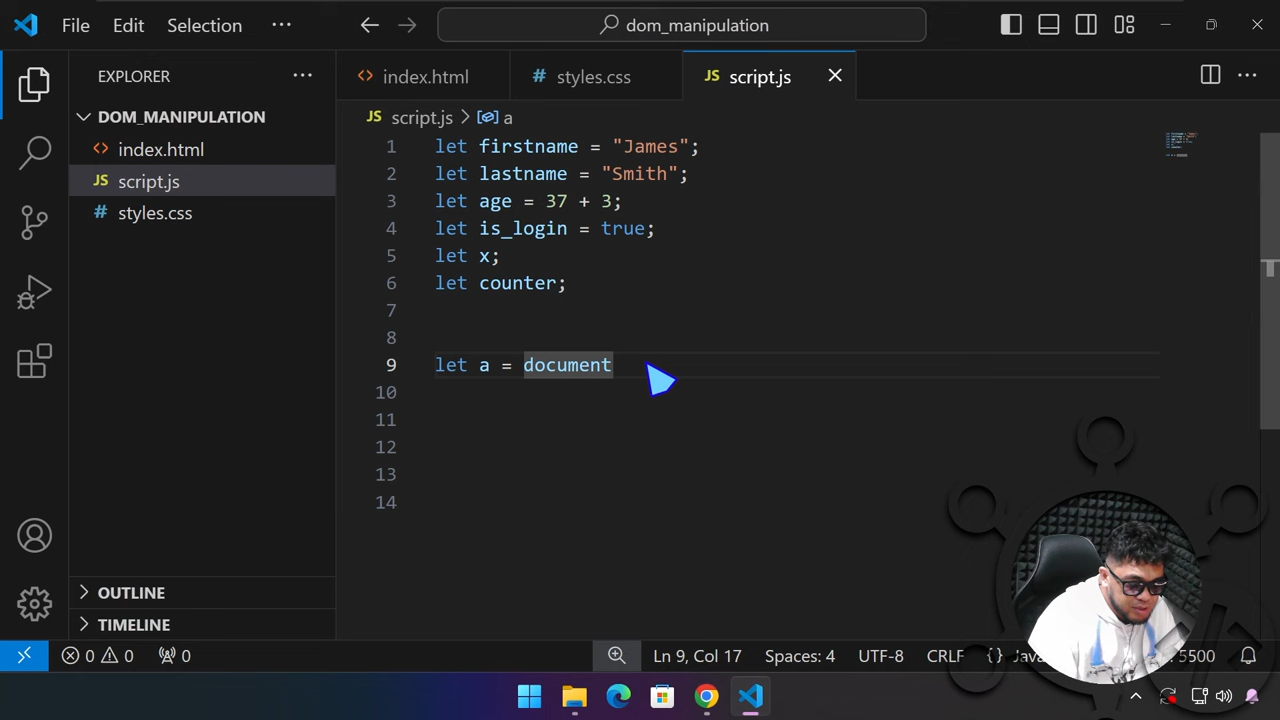 File Edit Selection ··· dom_manipulation
EXPLORER ···
DOM_MANIPULATION
index.html
script.js
styles.css
OUTLINE
TIMELINE
index.html styles.css JS script.js
JS script.js > a
1 let firstname = "James";
2 let lastname = "Smith";
3 let age = 37 + 3;
4 let is_login = true;
5 let x;
6 let counter;
7
8
9 let a = document
10
11
12
13
14
0 0 0 Ln 9, Col 17 Spaces: 4 UTF-8 CRLF {} 5500